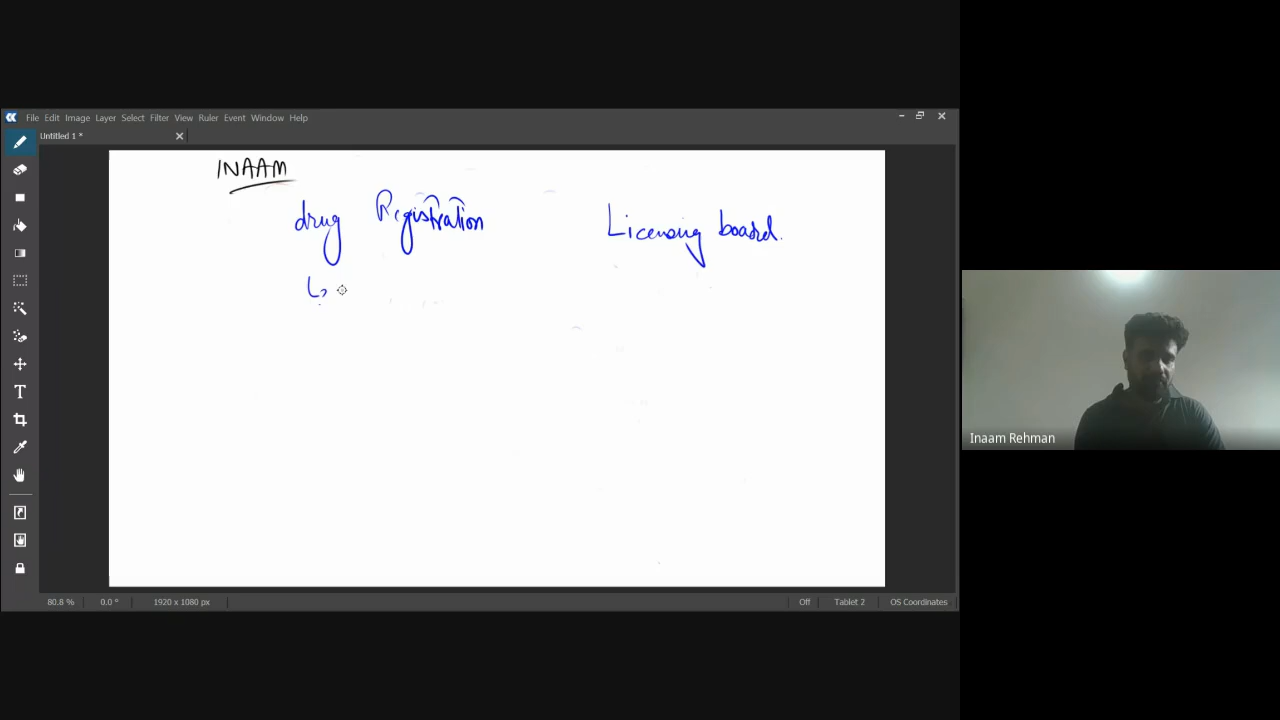 File Edit Image Layer Select Filter View Ruler Event Window Help
Untitled 1 *
INAAM
drug Registration Licensing board.
Inaam Rehman
80.8 % 0.0 ° 1920 x 1080 px Off Tablet 2 OS Coordinates